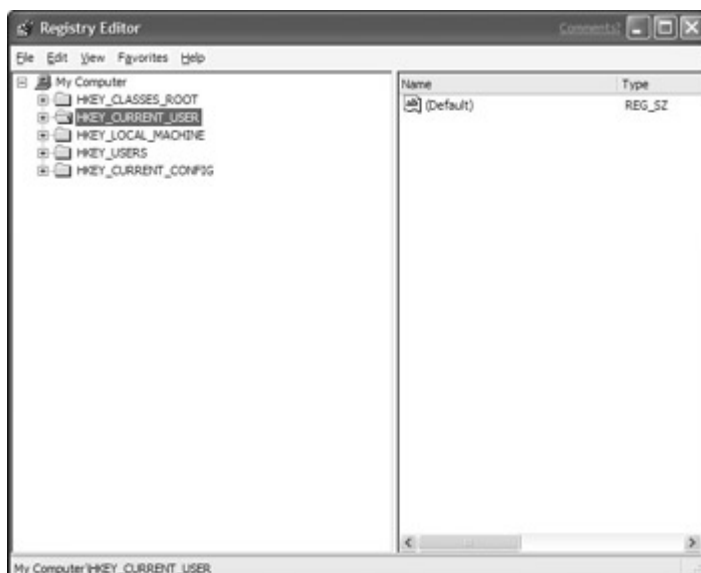 Registry Editor
Comments?
File Edit View Favorites Help
My Computer
HKEY_CLASSES_ROOT
HKEY_CURRENT_USER
HKEY_LOCAL_MACHINE
HKEY_USERS
HKEY_CURRENT_CONFIG
Name Type
ab (Default) REG_SZ
My Computer\HKEY_CURRENT_USER